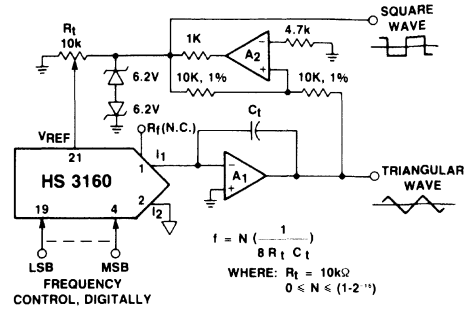 SQUARE
WAVE
Rt
10k
1K
A2
−
+
4.7k
6.2V
10K, 1%
10K, 1%
6.2V
VREF
Rf(N.C.)
Ct
21
I1
1
HS 3160
2
I2
−
+
A1
19
4
TRIANGULAR
WAVE
LSB
MSB
FREQUENCY
CONTROL, DIGITALLY
f = N (1 / 8 Rt Ct)
WHERE: Rt = 10kΩ
0 ≤ N ≤ (1-2⁻¹⁶)